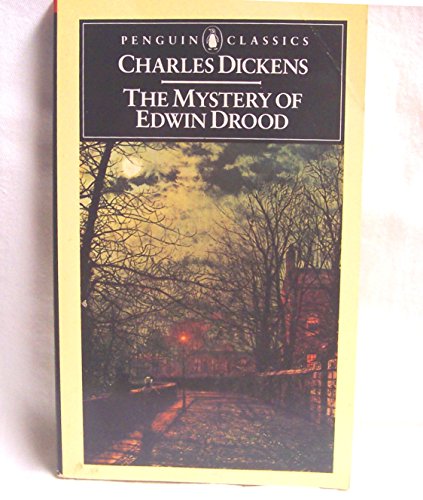 PENGUIN CLASSICS
CHARLES DICKENS
THE MYSTERY OF
EDWIN DROOD